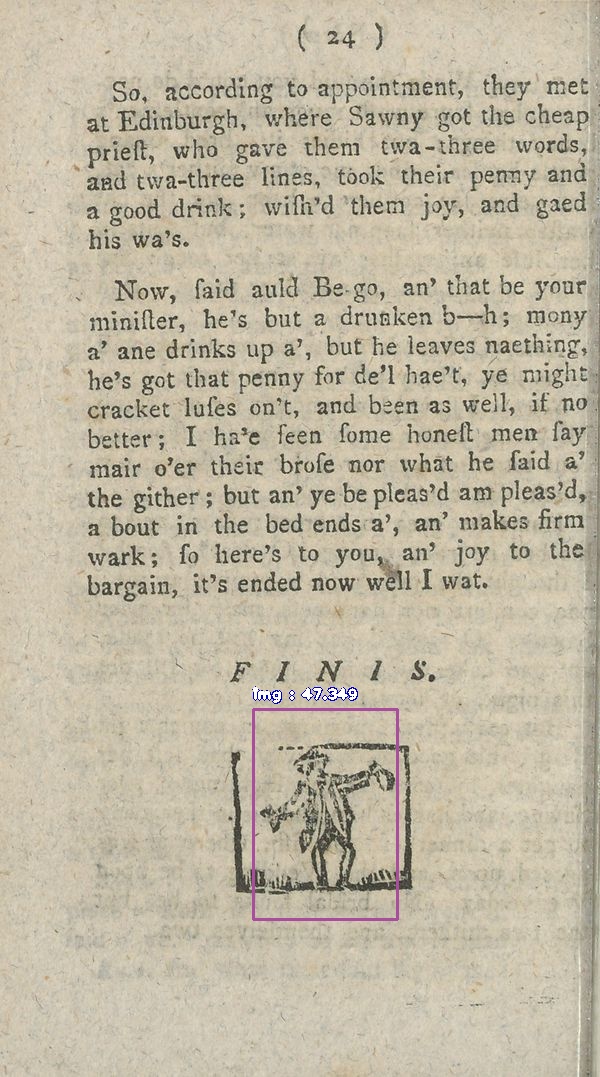 ( 24 )
So, according to appointment, they met
at Edinburgh, where Sawny got the cheap
prieſt, who gave them twa-three words,
and twa-three lines, took their penny and
a good drink; wiſh'd them joy, and gaed
his wa's.
Now, ſaid auld Be-go, an' that be your
miniſter, he's but a drunken b—h; mony
a' ane drinks up a', but he leaves naething,
he's got that penny for de'l hae't, ye might
cracket luſes on't, and been as well, if no
better; I ha'e ſeen ſome honeſt men ſay
mair o'er their broſe nor what he ſaid a'
the gither; but an' ye be pleas'd am pleas'd,
a bout in the bed ends a', an' makes firm
wark; ſo here's to you, an' joy to the
bargain, it's ended now well I wat.
FINIS.
img : 47.349